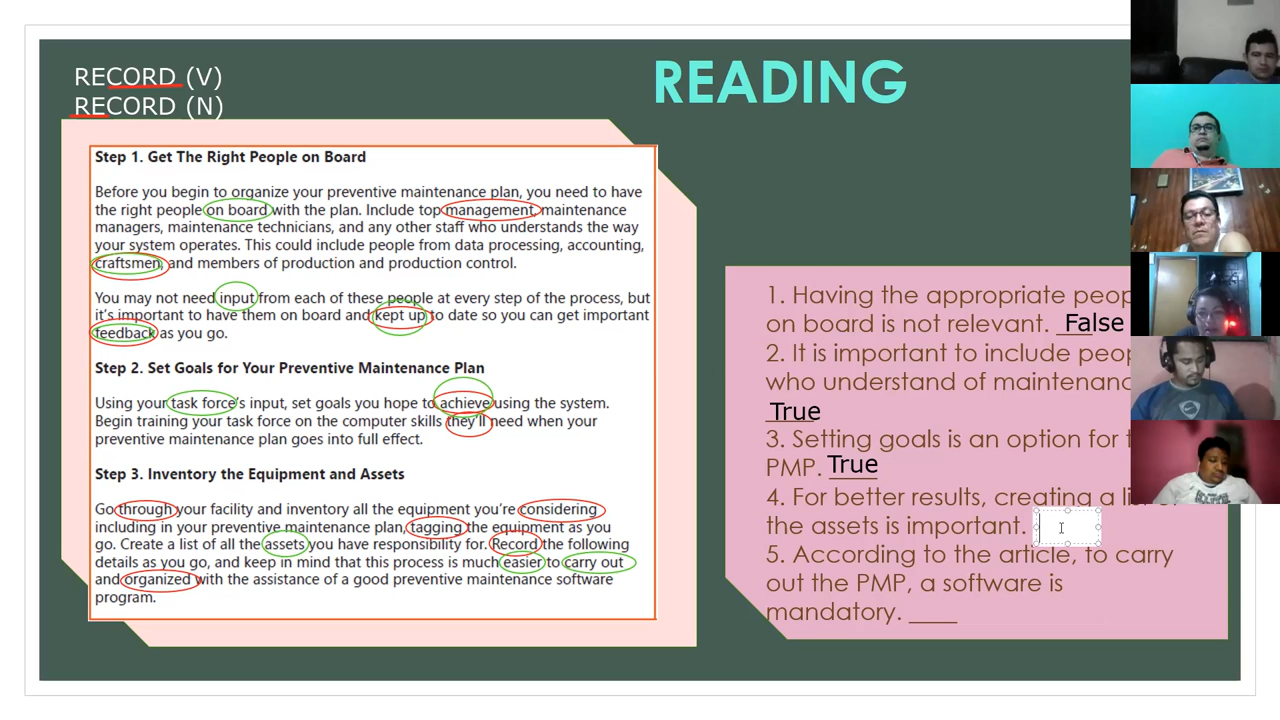 RECORD (V)
RECORD (N)
READING
Step 1. Get The Right People on Board
Before you begin to organize your preventive maintenance plan, you need to have
the right people on board with the plan. Include top management, maintenance
managers, maintenance technicians, and any other staff who understands the way
your system operates. This could include people from data processing, accounting,
craftsmen, and members of production and production control.
You may not need input from each of these people at every step of the process, but
it's important to have them on board and kept up to date so you can get important
feedback as you go.
Step 2. Set Goals for Your Preventive Maintenance Plan
Using your task force's input, set goals you hope to achieve using the system.
Begin training your task force on the computer skills they'll need when your
preventive maintenance plan goes into full effect.
Step 3. Inventory the Equipment and Assets
Go through your facility and inventory all the equipment you're considering
including in your preventive maintenance plan, tagging the equipment as you
go. Create a list of all the assets you have responsibility for. Record the following
details as you go, and keep in mind that this process is much easier to carry out
and organized with the assistance of a good preventive maintenance software
program.
1. Having the appropriate peop
on board is not relevant. ____ False
2. It is important to include peop
who understand of maintenanc
____ True
3. Setting goals is an option for
PMP. ____ True
4. For better results, creating a
the assets is important.
5. According to the article, to carry
out the PMP, a software is
mandatory. ____